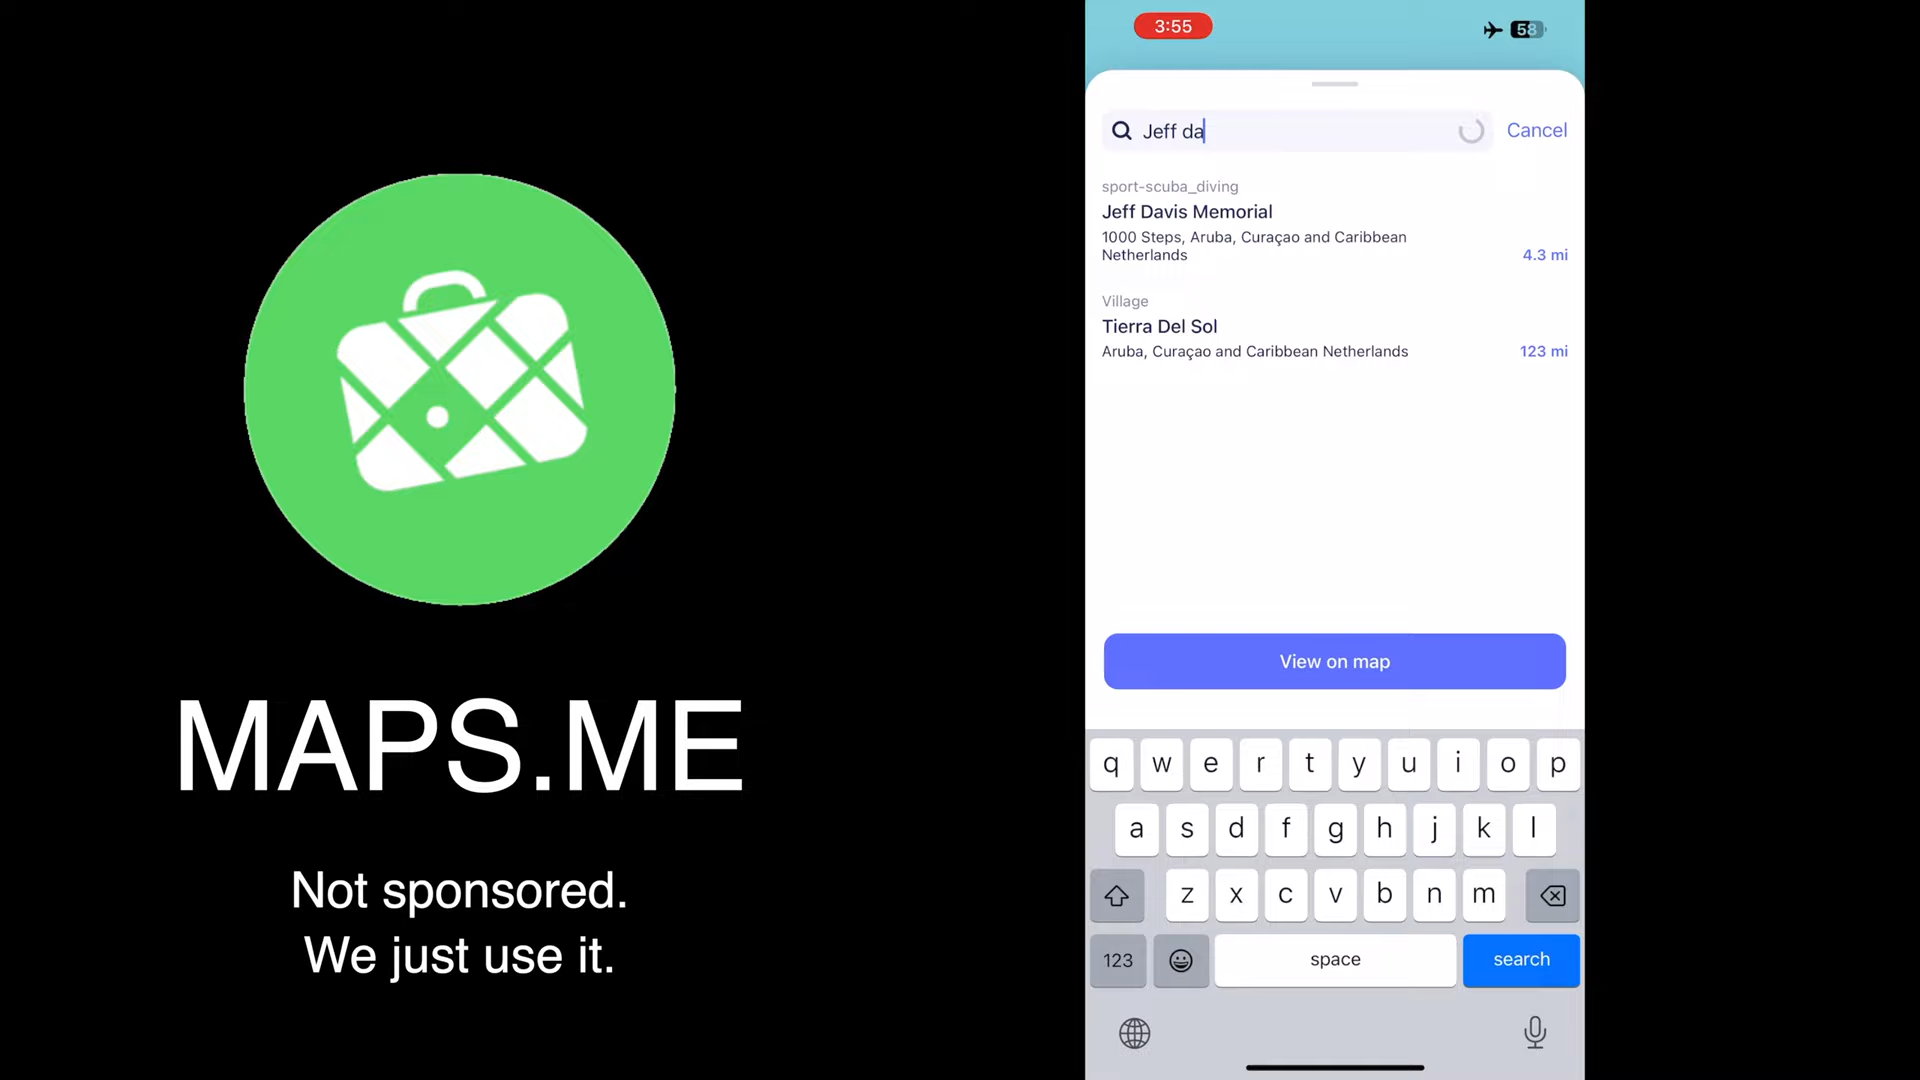 MAPS.ME
Not sponsored.
We just use it.
3:55
58
Jeff da
Cancel
sport-scuba_diving
Jeff Davis Memorial
1000 Steps, Aruba, Curaçao and Caribbean
Netherlands
4.3 mi
Village
Tierra Del Sol
Aruba, Curaçao and Caribbean Netherlands
123 mi
View on map
q w e r t y u i o p
a s d f g h j k l
z x c v b n m
123 space search